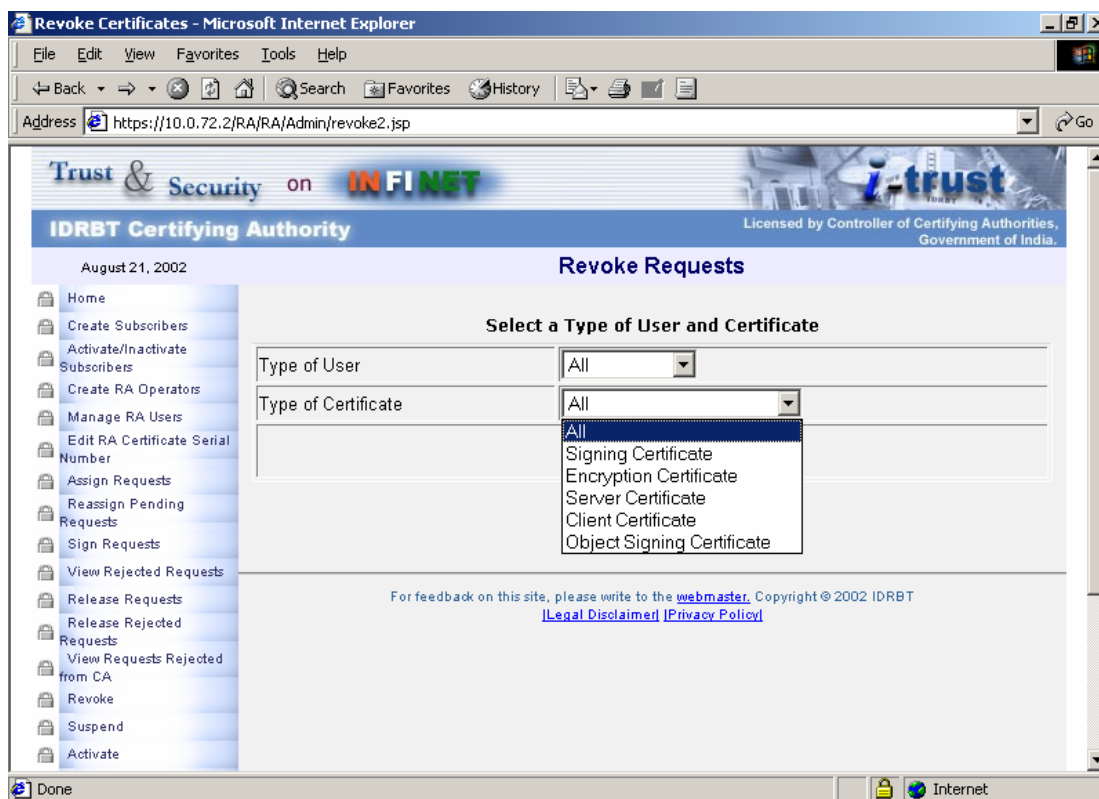 Revoke Certificates - Microsoft Internet Explorer
File Edit View Favorites Tools Help
Back Search Favorites History
Address https://10.0.72.2/RA/RA/Admin/revoke2.jsp Go
Trust & Security on INFINET i-trust
IDRBT
IDRBT Certifying Authority
Licensed by Controller of Certifying Authorities,
Government of India.
August 21, 2002
Revoke Requests
Home
Create Subscribers
Activate/Inactivate
Subscribers
Create RA Operators
Manage RA Users
Edit RA Certificate Serial
Number
Assign Requests
Reassign Pending
Requests
Sign Requests
View Rejected Requests
Release Requests
Release Rejected
Requests
View Requests Rejected
from CA
Revoke
Suspend
Activate
Select a Type of User and Certificate
Type of User All
Type of Certificate All
All
Signing Certificate
Encryption Certificate
Server Certificate
Client Certificate
Object Signing Certificate
For feedback on this site, please write to the webmaster. Copyright © 2002 IDRBT
|Legal Disclaimer| |Privacy Policy|
Done Internet